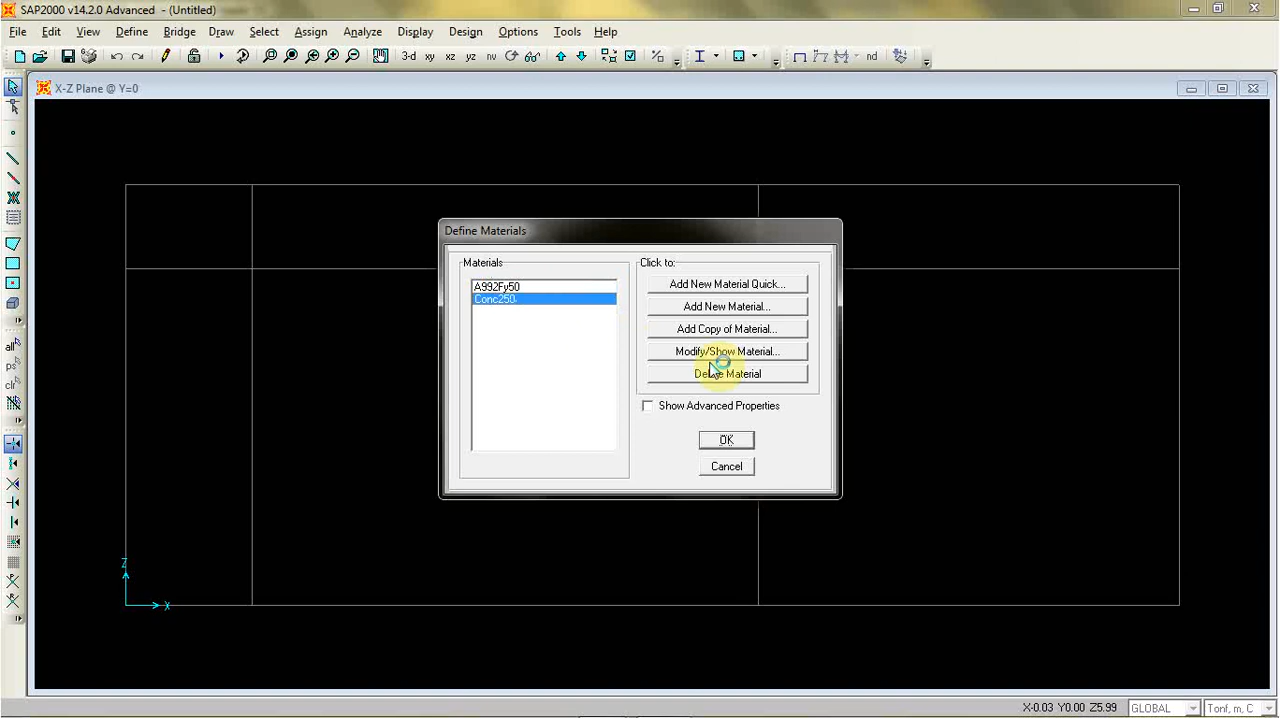 SAP2000 v14.2.0 Advanced - (Untitled)
File Edit View Define Bridge Draw Select Assign Analyze Display Design Options Tools Help
3-d xy xz yz nv nd
X-Z Plane @ Y=0
all
ps
clr
Define Materials
Materials
A992Fy50
Conc250
Click to:
Add New Material Quick...
Add New Material...
Add Copy of Material...
Modify/Show Material...
Delete Material
Show Advanced Properties
OK
Cancel
Z
X
X-0.03 Y0.00 Z5.99 GLOBAL Tonf, m, C